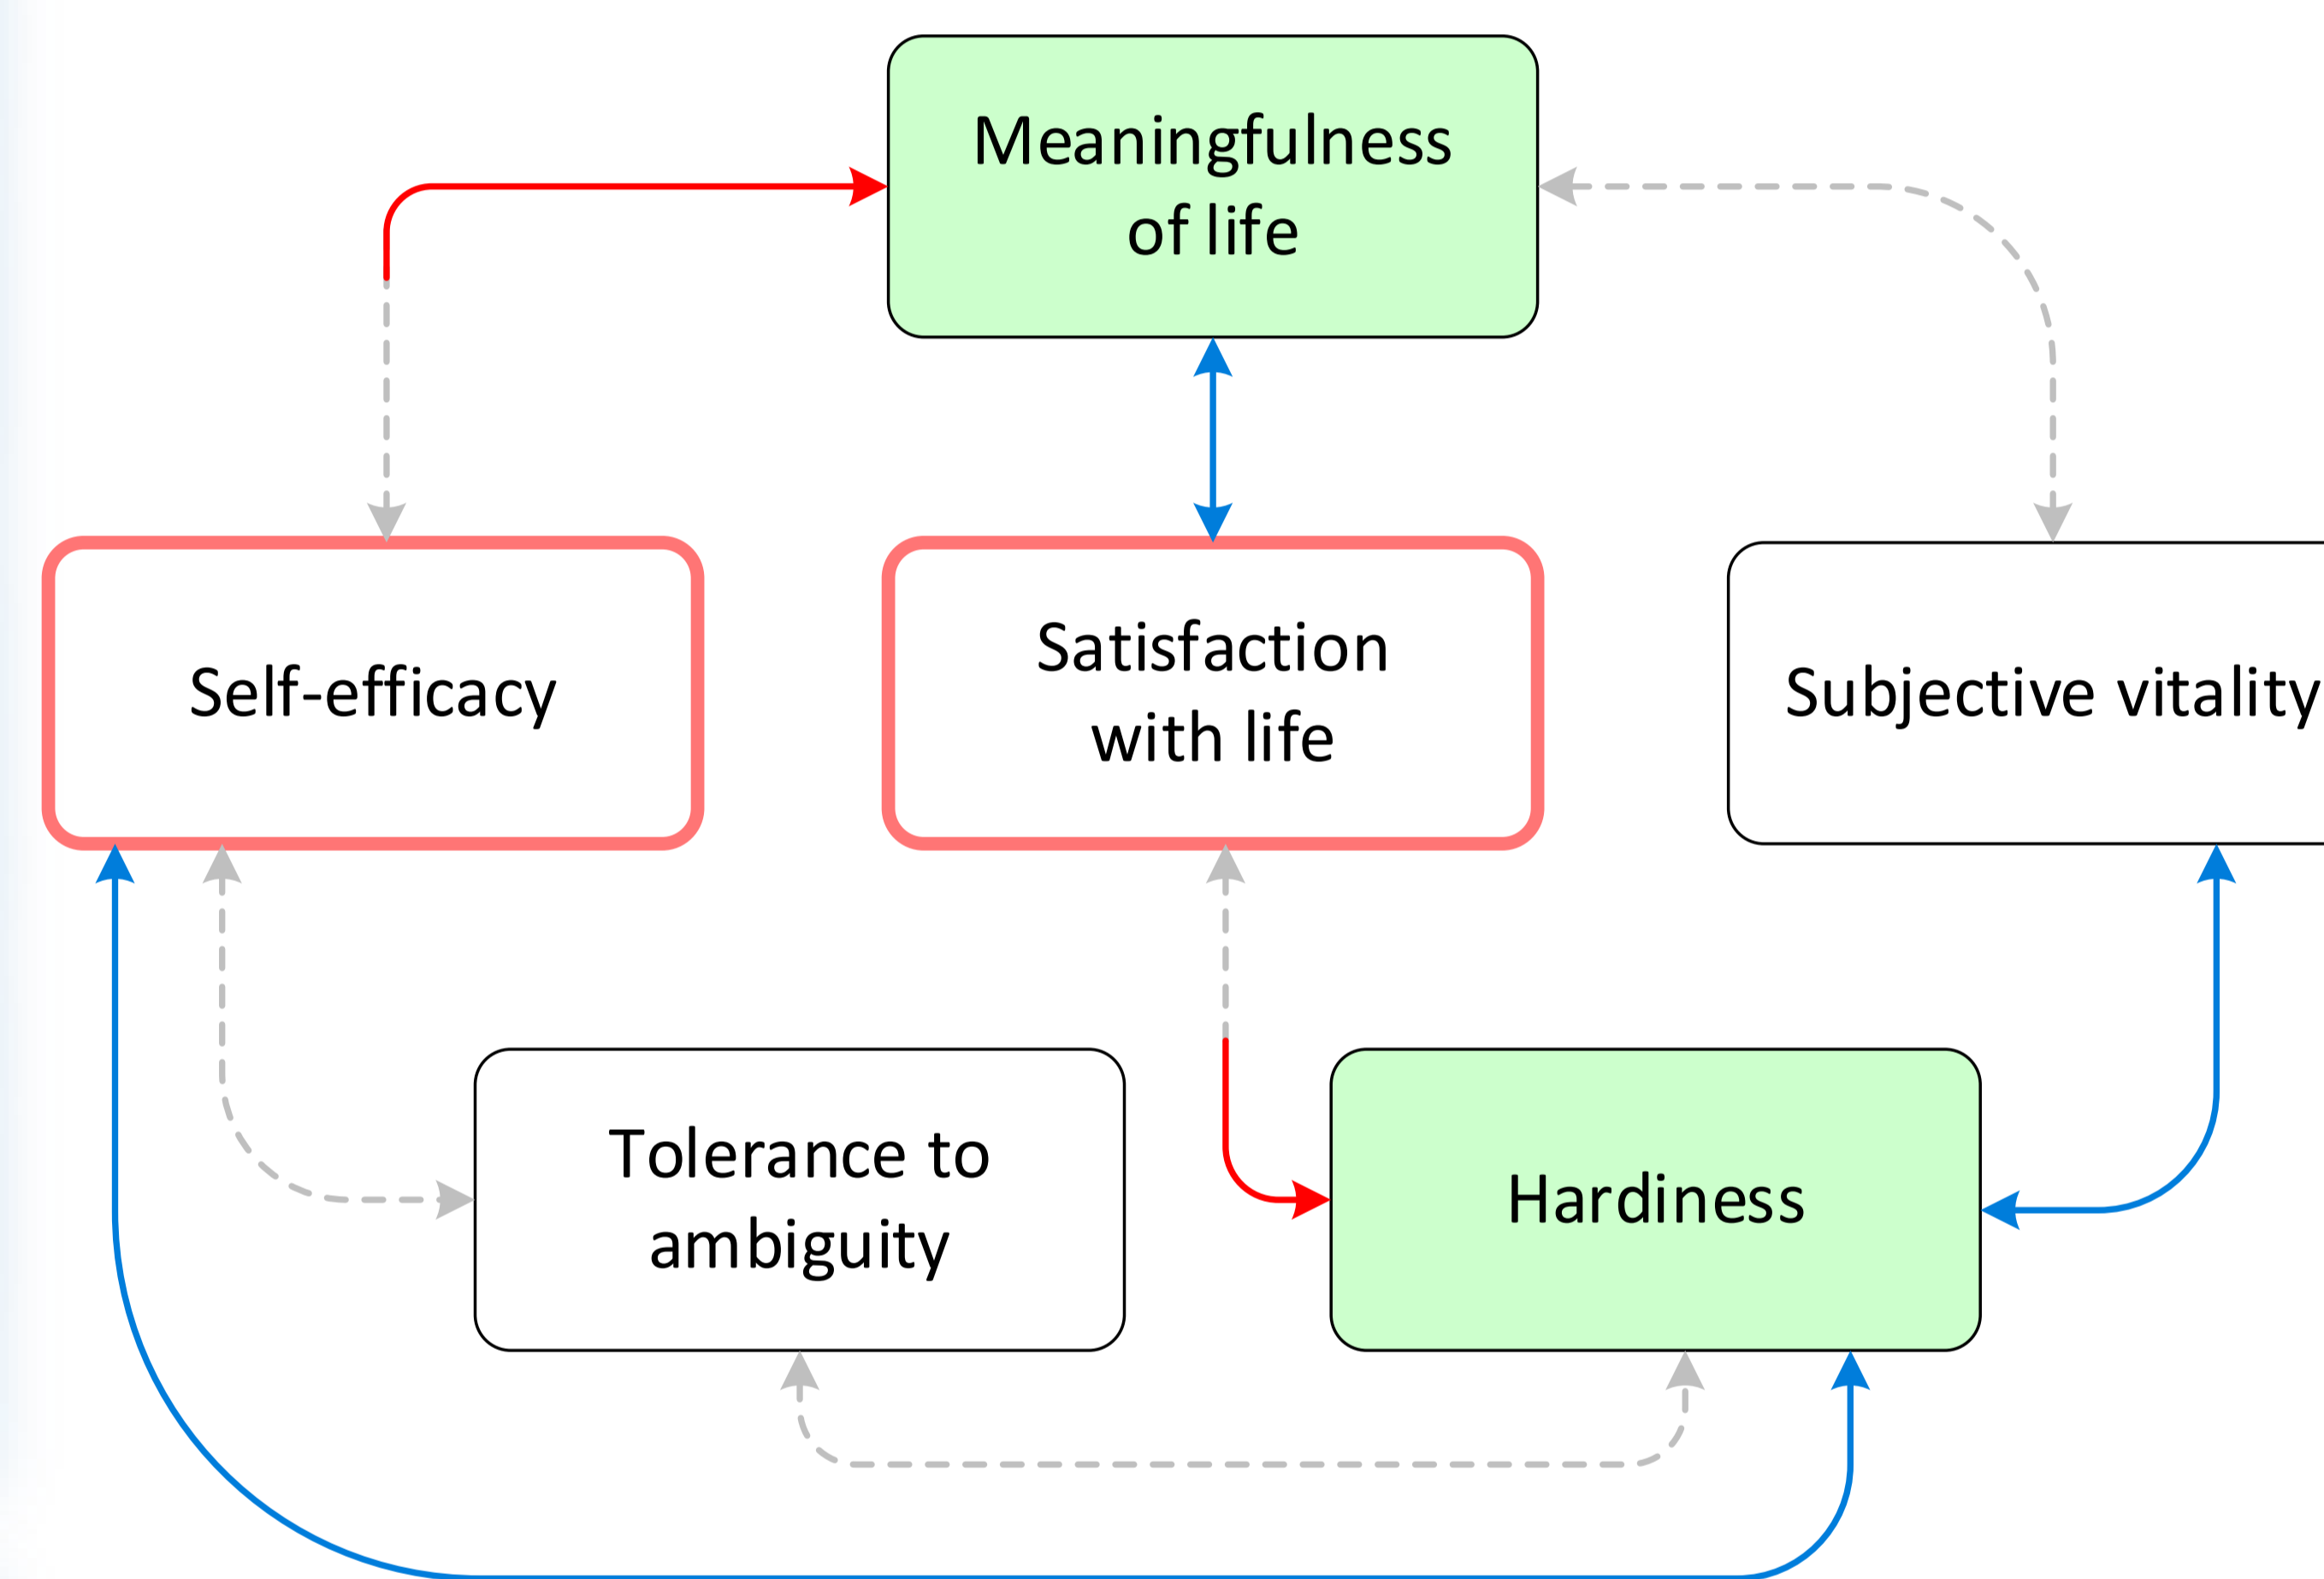 Meaningfulness
of life
Self-efficacy
Satisfaction
with life
Subjective vitality
Tolerance to
ambiguity
Hardiness